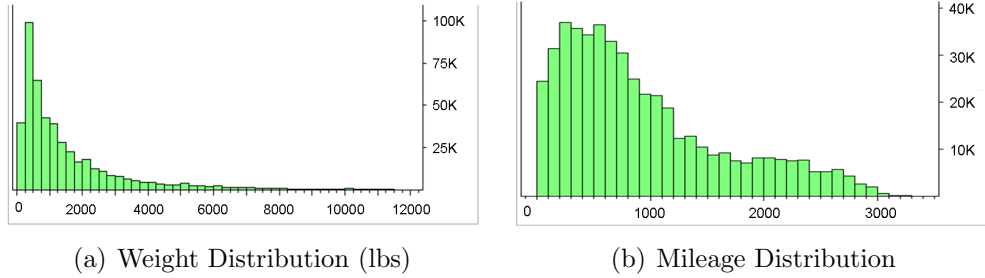 100K
75K
50K
25K
0 2000 4000 6000 8000 10000 12000
40K
30K
20K
10K
0 1000 2000 3000
(a) Weight Distribution (lbs)
(b) Mileage Distribution